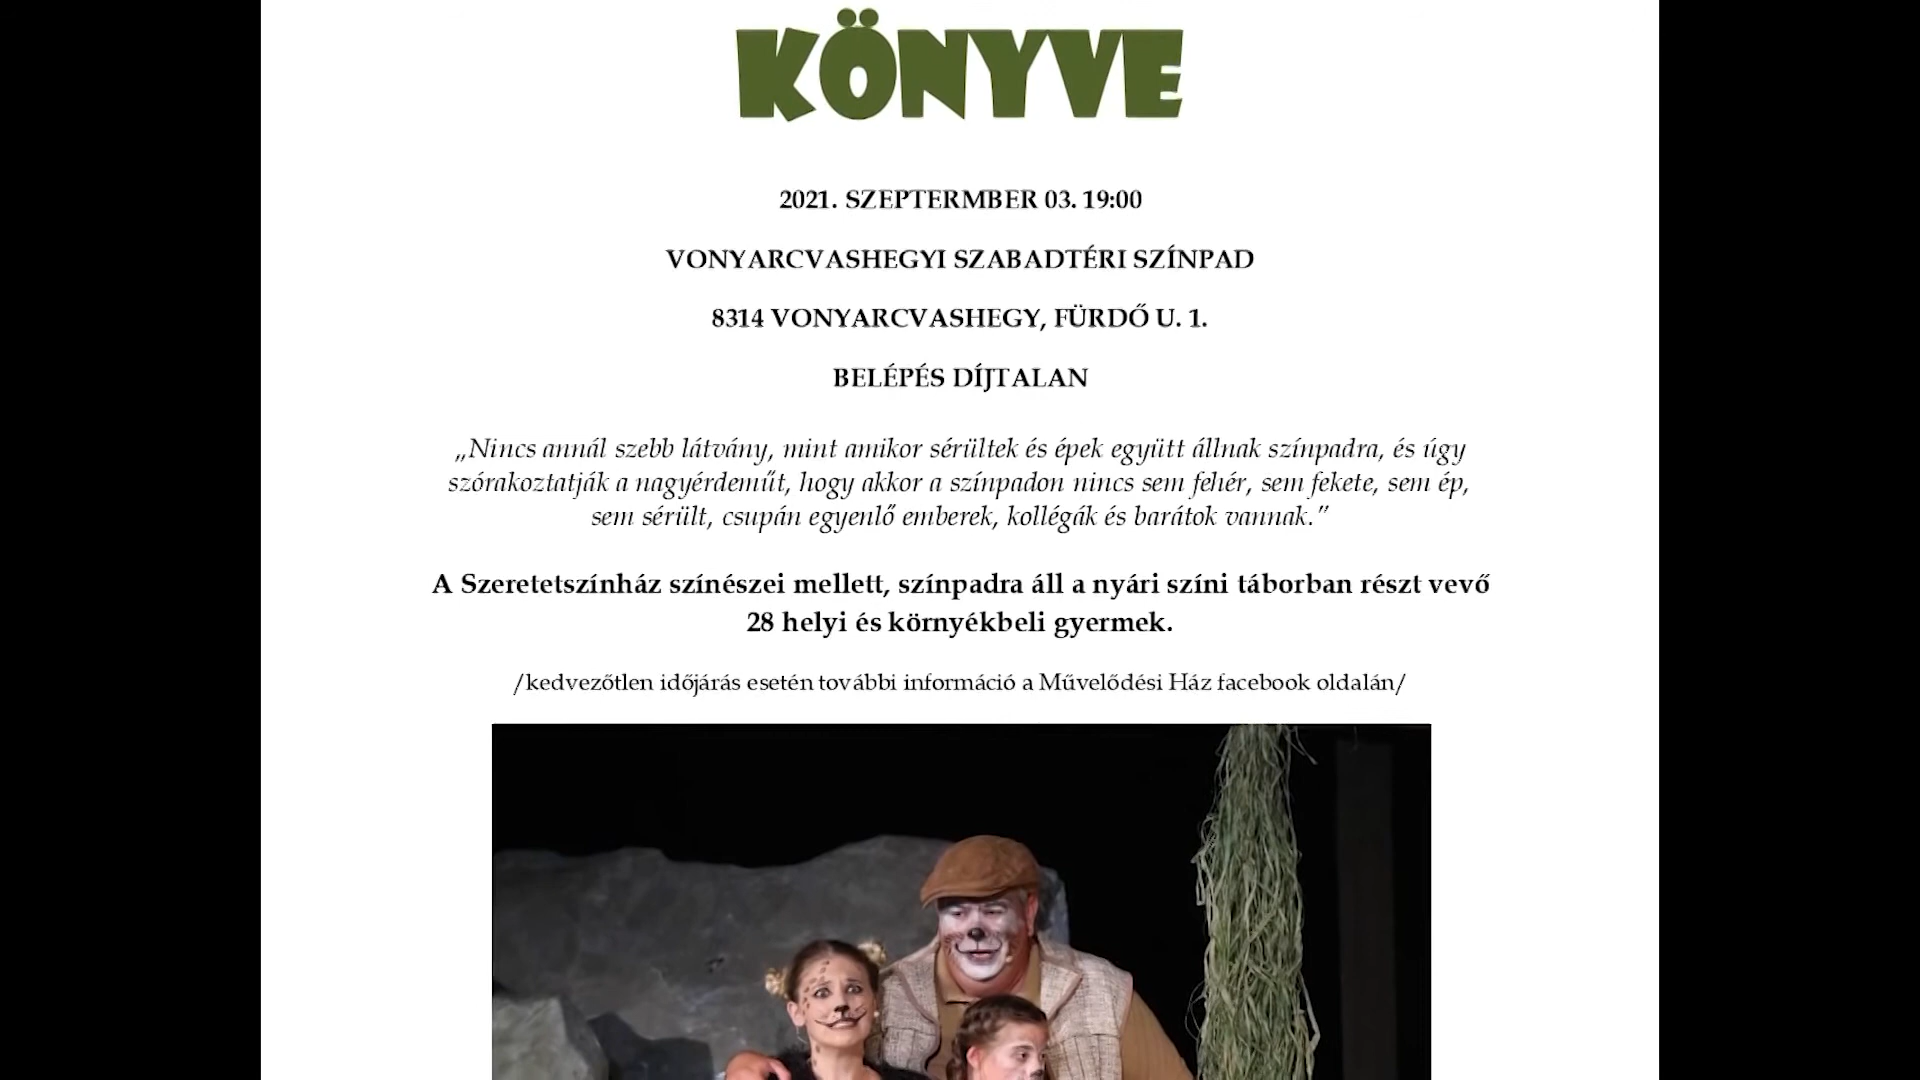 KÖNYVE
2021. SZEPTERMBER 03. 19:00
VONYARCVASHEGYI SZABADTÉRI SZÍNPAD
8314 VONYARCVASHEGY, FÜRDŐ U. 1.
BELÉPÉS DÍJTALAN
„Nincs annál szebb látvány, mint amikor sérültek és épek együtt állnak színpadra, és úgy
szórakoztatják a nagyérdeműt, hogy akkor a színpadon nincs sem fehér, sem fekete, sem ép,
sem sérült, csupán egyenlő emberek, kollégák és barátok vannak.”
A Szeretetszínház színészei mellett, színpadra áll a nyári színi táborban részt vevő
28 helyi és környékbeli gyermek.
/kedvezőtlen időjárás esetén további információ a Művelődési Ház facebook oldalán/